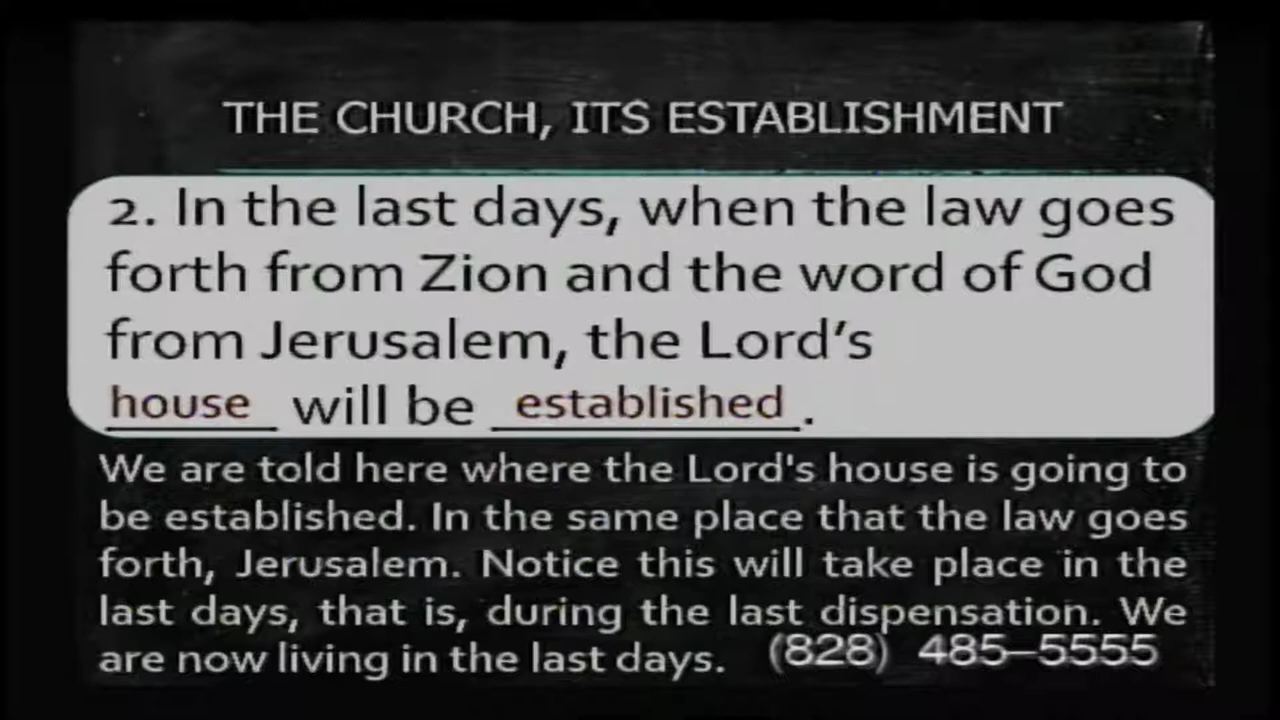 THE CHURCH, ITS ESTABLISHMENT
2. In the last days, when the law goes
forth from Zion and the word of God
from Jerusalem, the Lord's
house will be established.
We are told here where the Lord's house is going to
be established. In the same place that the law goes
forth, Jerusalem. Notice this will take place in the
last days, that is, during the last dispensation. We
are now living in the last days. (828) 485–5555